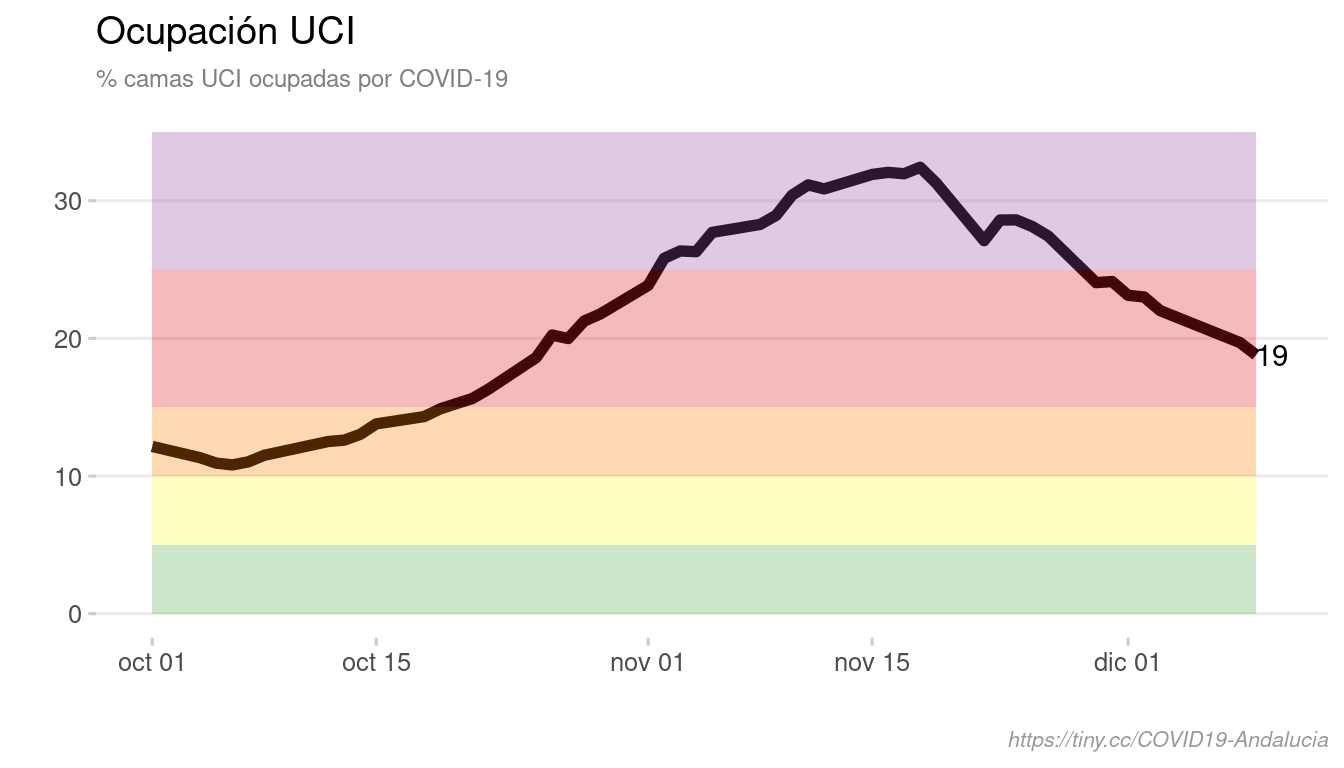 Ocupación UCI
% camas UCI ocupadas por COVID-19
30
20
19
10
0
oct 01
oct 15
nov 01
nov 15
dic 01
https://tiny.cc/COVID19-Andalucia